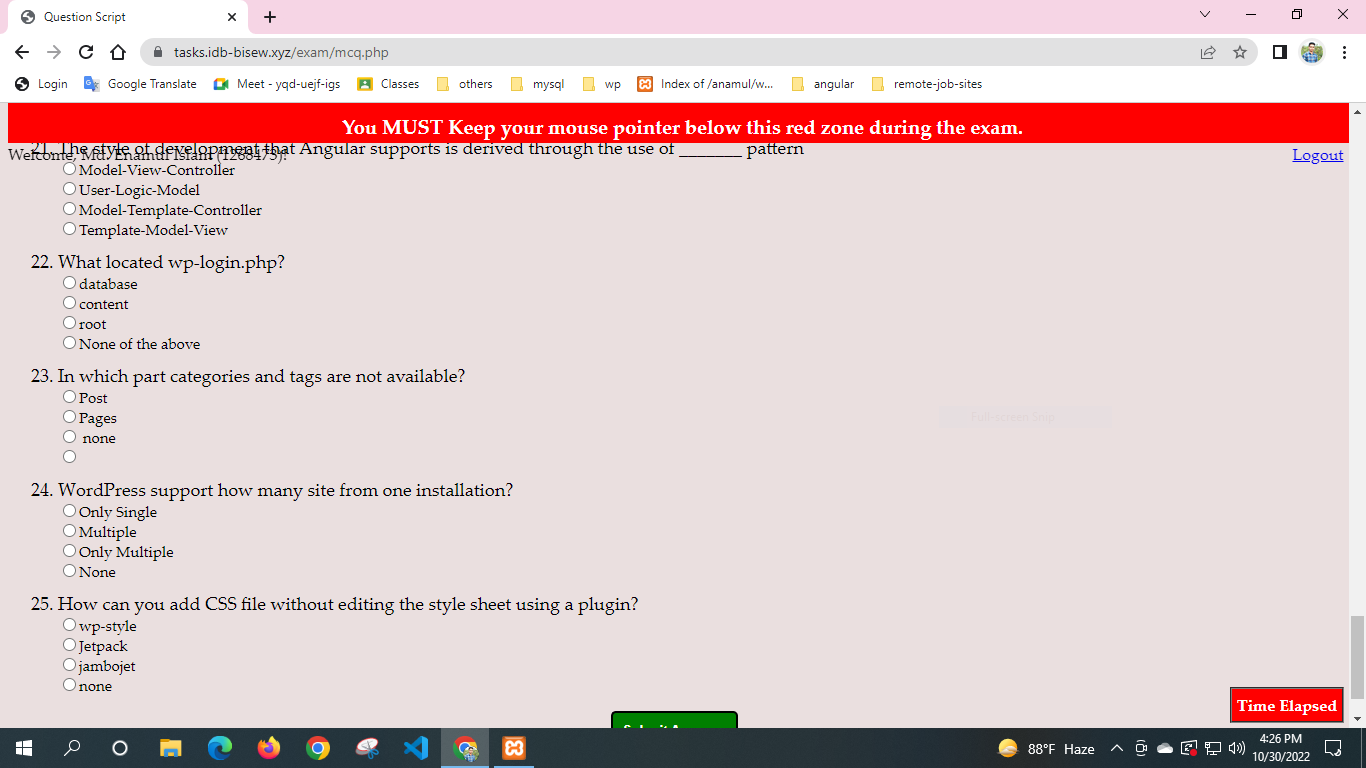 Question Script
tasks.idb-bisew.xyz/exam/mcq.php
Login Google Translate Meet - yqd-uejf-igs Classes others mysql wp Index of /anamul/w... angular remote-job-sites
You MUST Keep your mouse pointer below this red zone during the exam.
21. The style of development that Angular supports is derived through the use of _______ pattern
Welcome, Md. Enamul Islam (1268473)!
Logout
Model-View-Controller
User-Logic-Model
Model-Template-Controller
Template-Model-View
22. What located wp-login.php?
database
content
root
None of the above
23. In which part categories and tags are not available?
Post
Pages
none
Full-screen Snip
24. WordPress support how many site from one installation?
Only Single
Multiple
Only Multiple
None
25. How can you add CSS file without editing the style sheet using a plugin?
wp-style
Jetpack
jambojet
none
Time Elapsed
88°F Haze
4:26 PM
10/30/2022